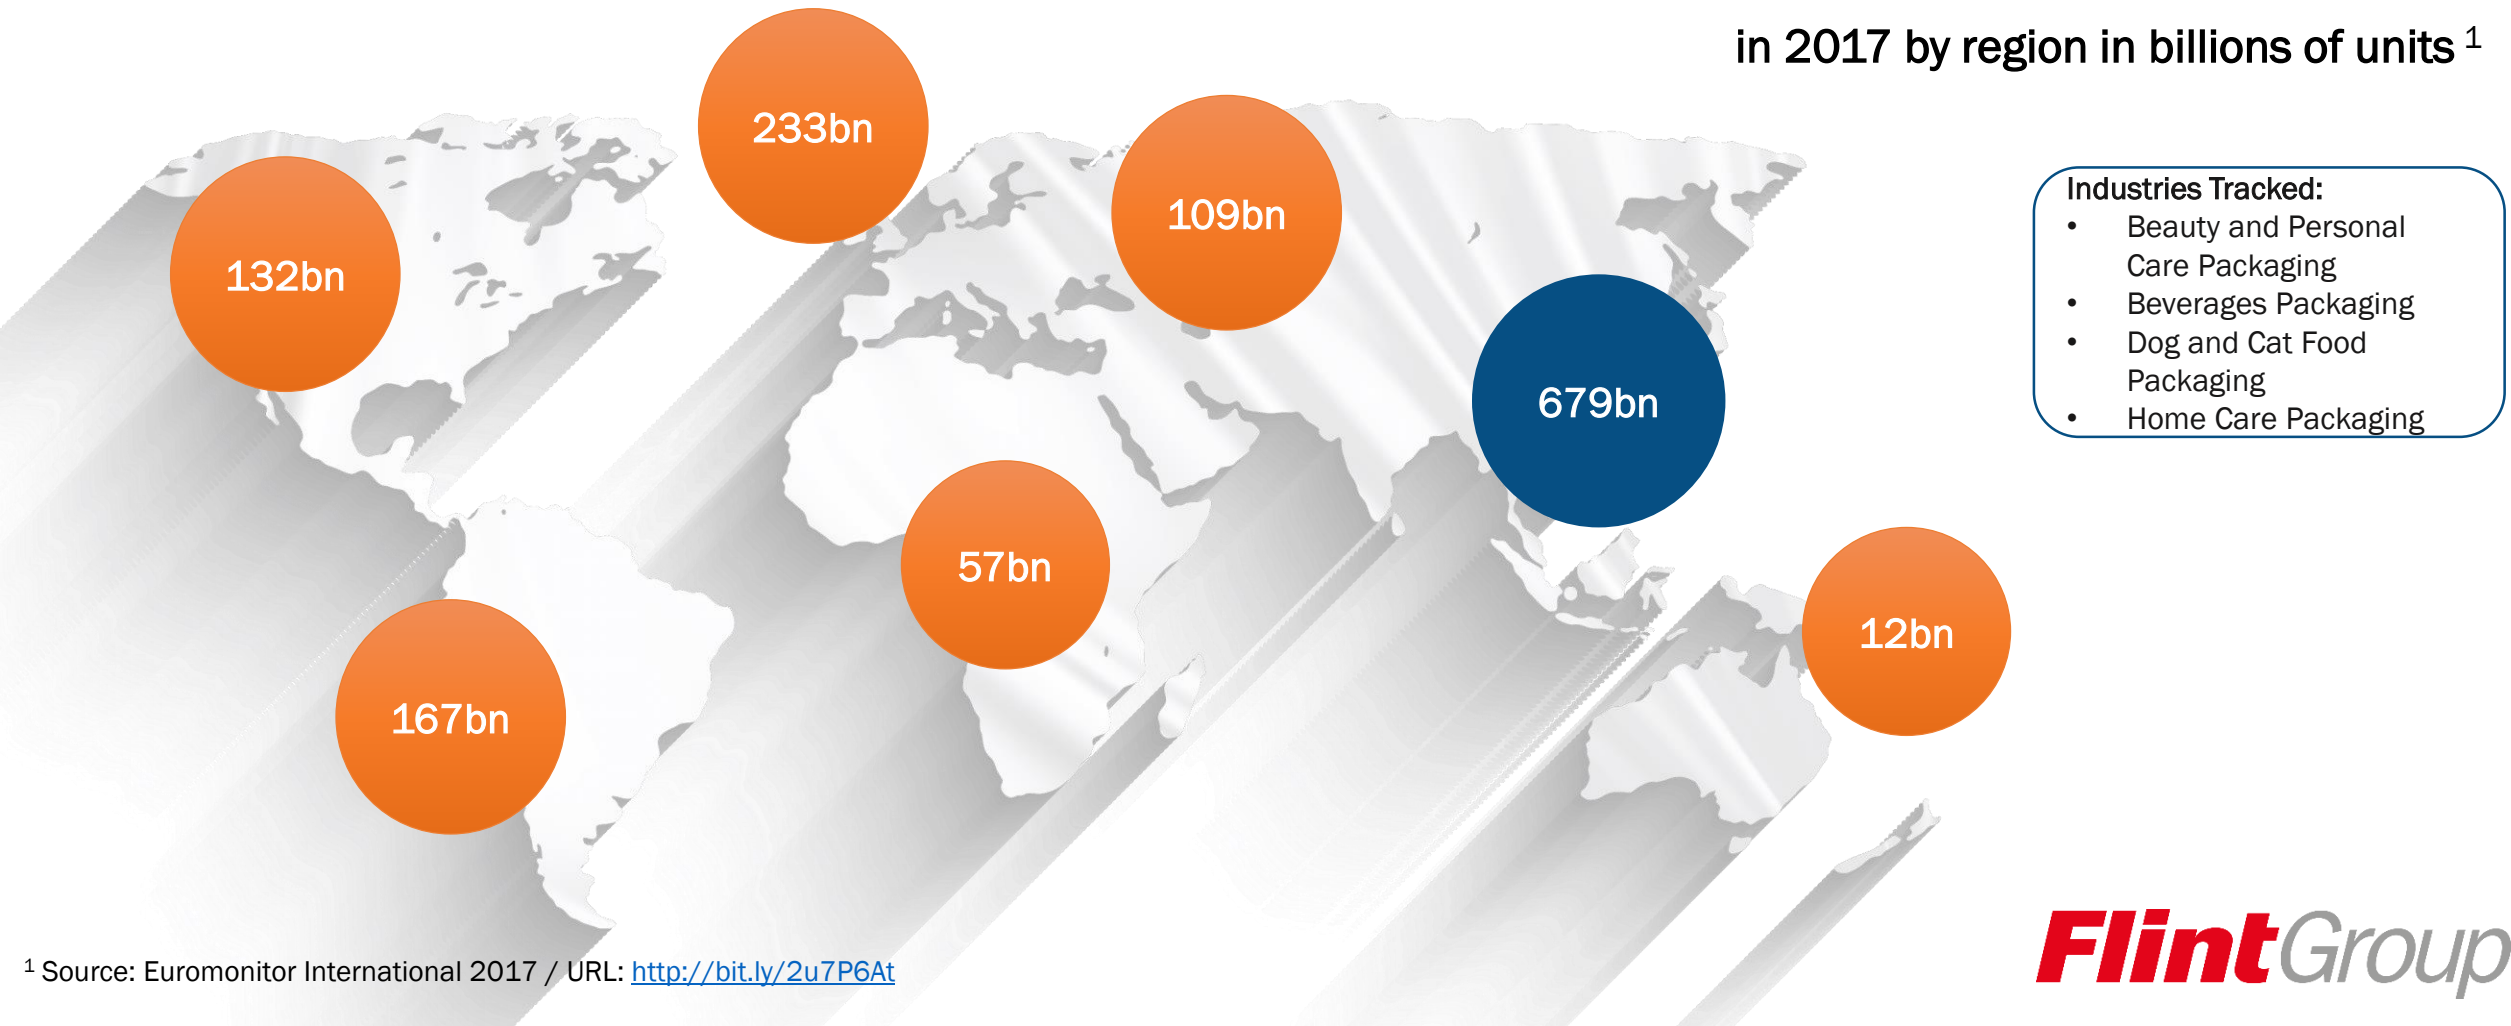 in 2017 by region in billions of units 1
233bn
109bn
132bn
679bn
57bn
12bn
167bn
Industries Tracked:
• Beauty and Personal
Care Packaging
• Beverages Packaging
• Dog and Cat Food
Packaging
• Home Care Packaging
1 Source: Euromonitor International 2017 / URL: http://bit.ly/2u7P6At
FlintGroup